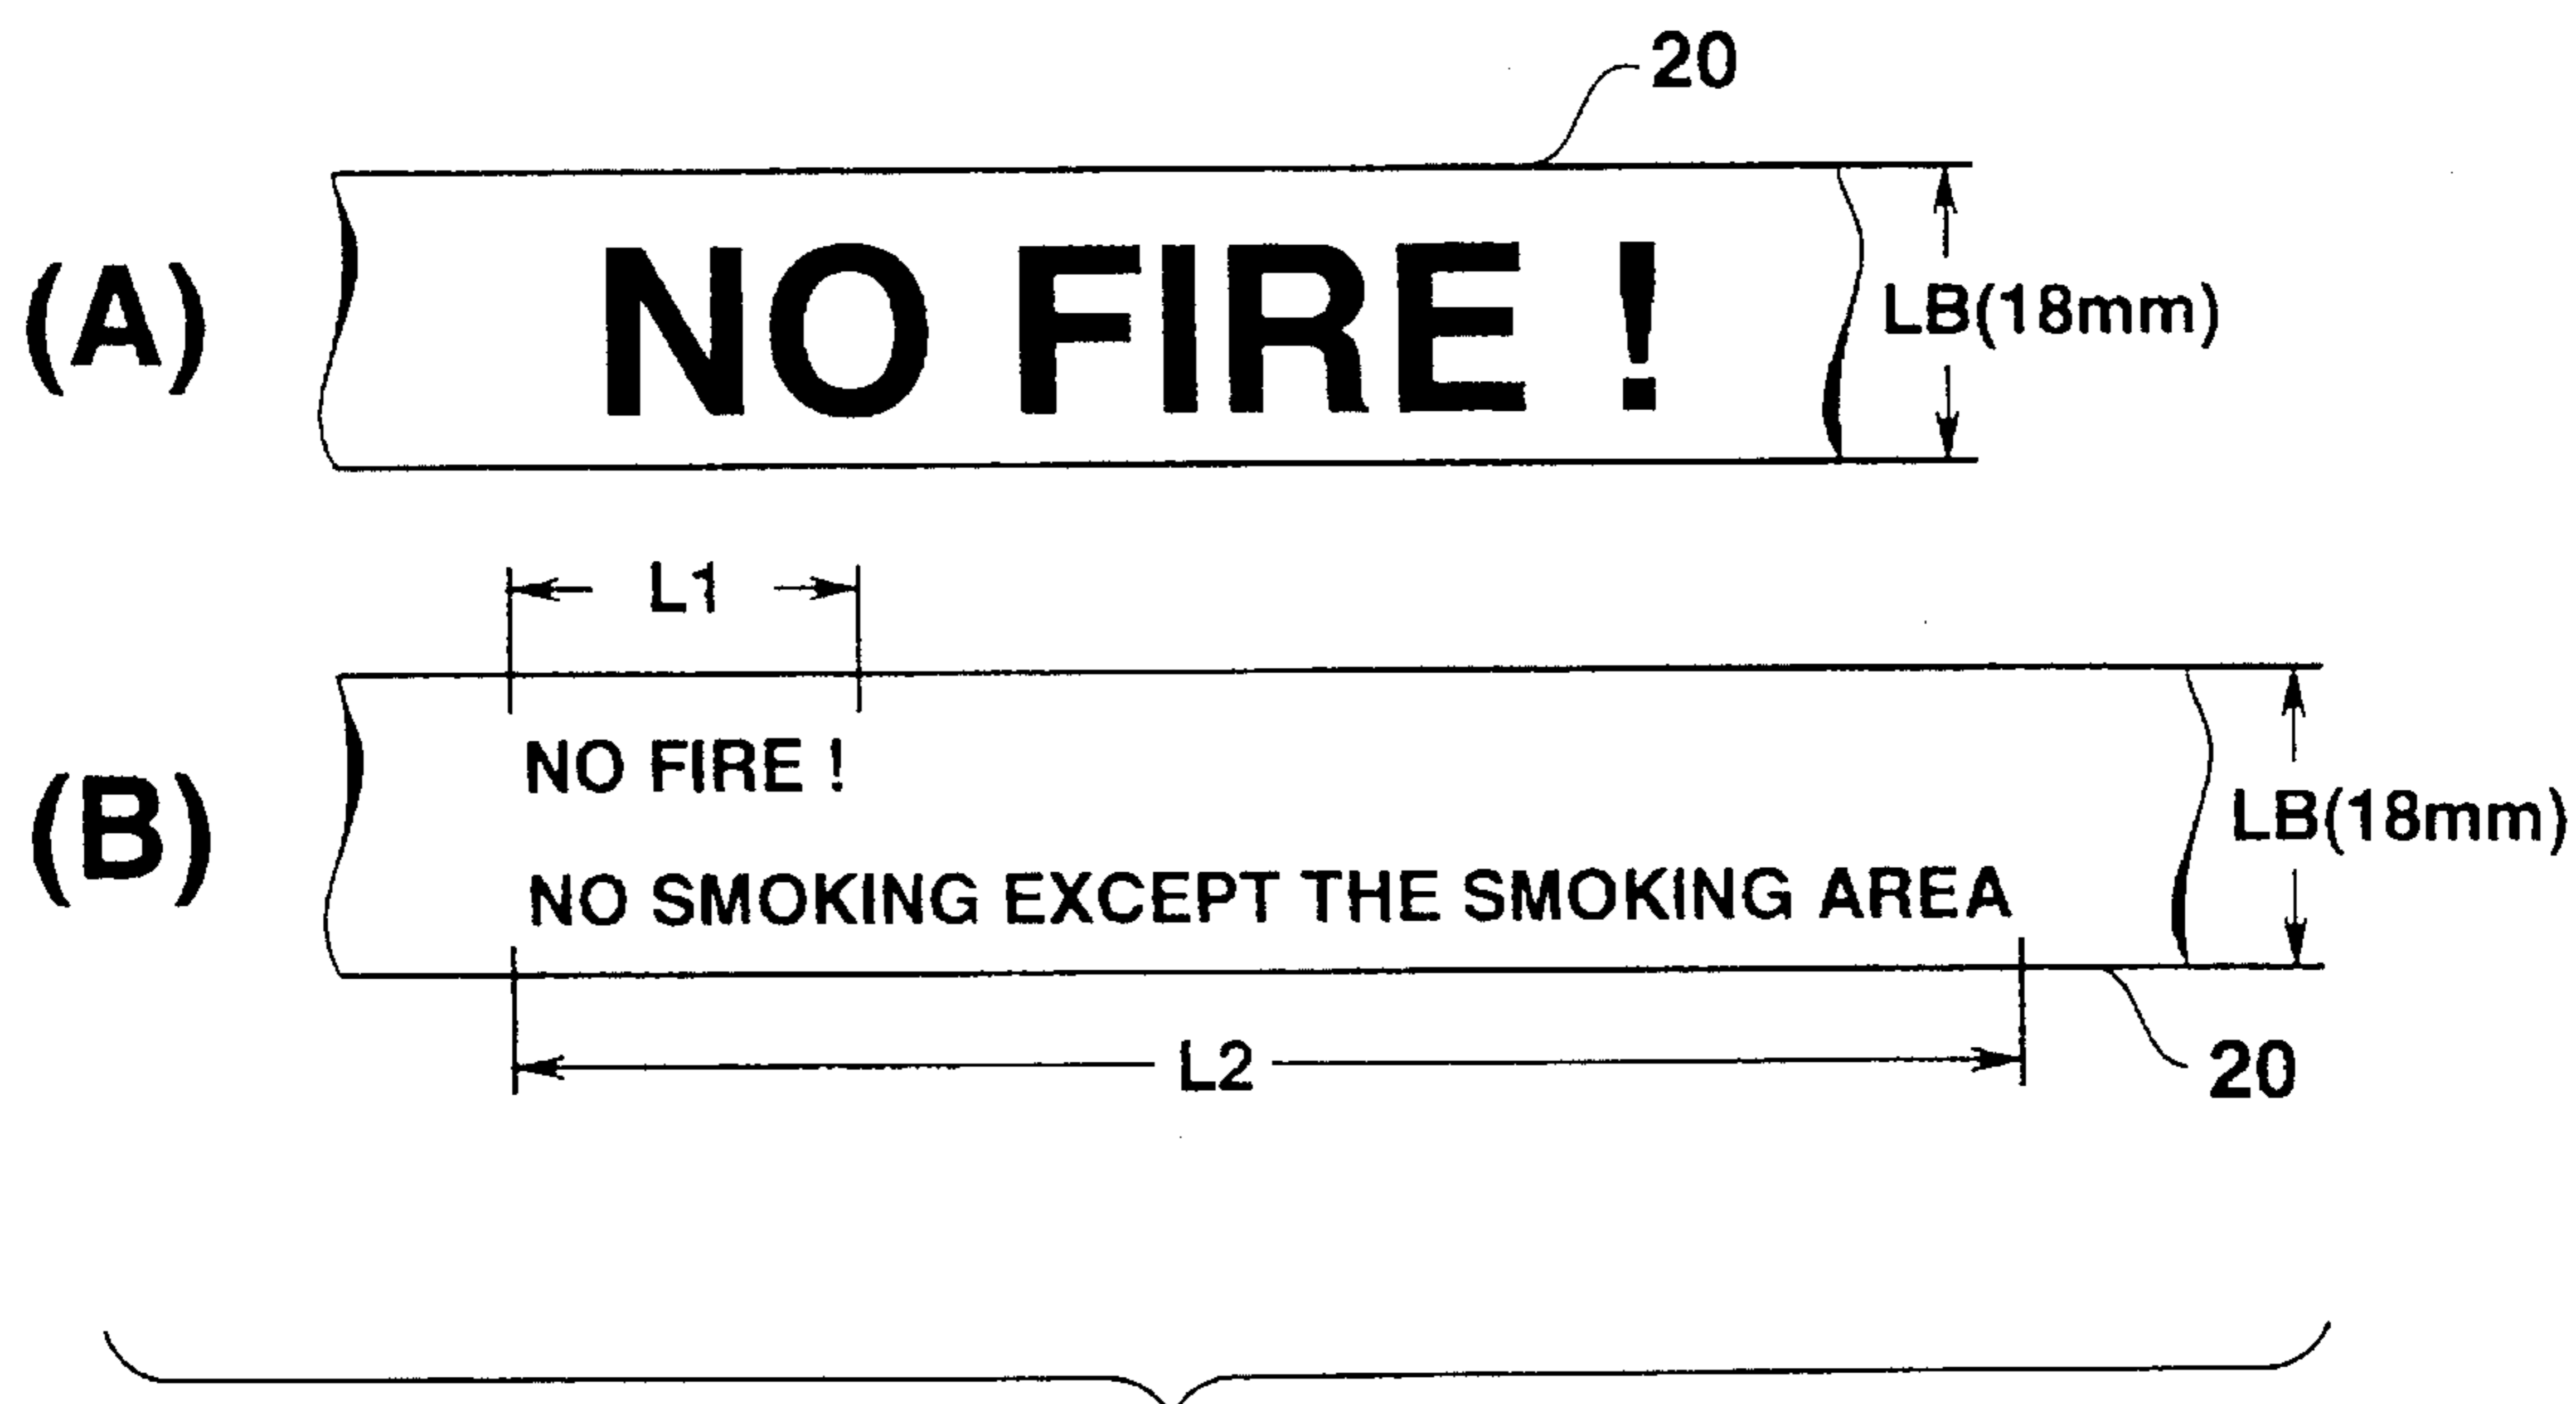 20
(A)
NO FIRE !
LB(18mm)
L1
(B)
NO FIRE !
NO SMOKING EXCEPT THE SMOKING AREA
LB(18mm)
L2
20